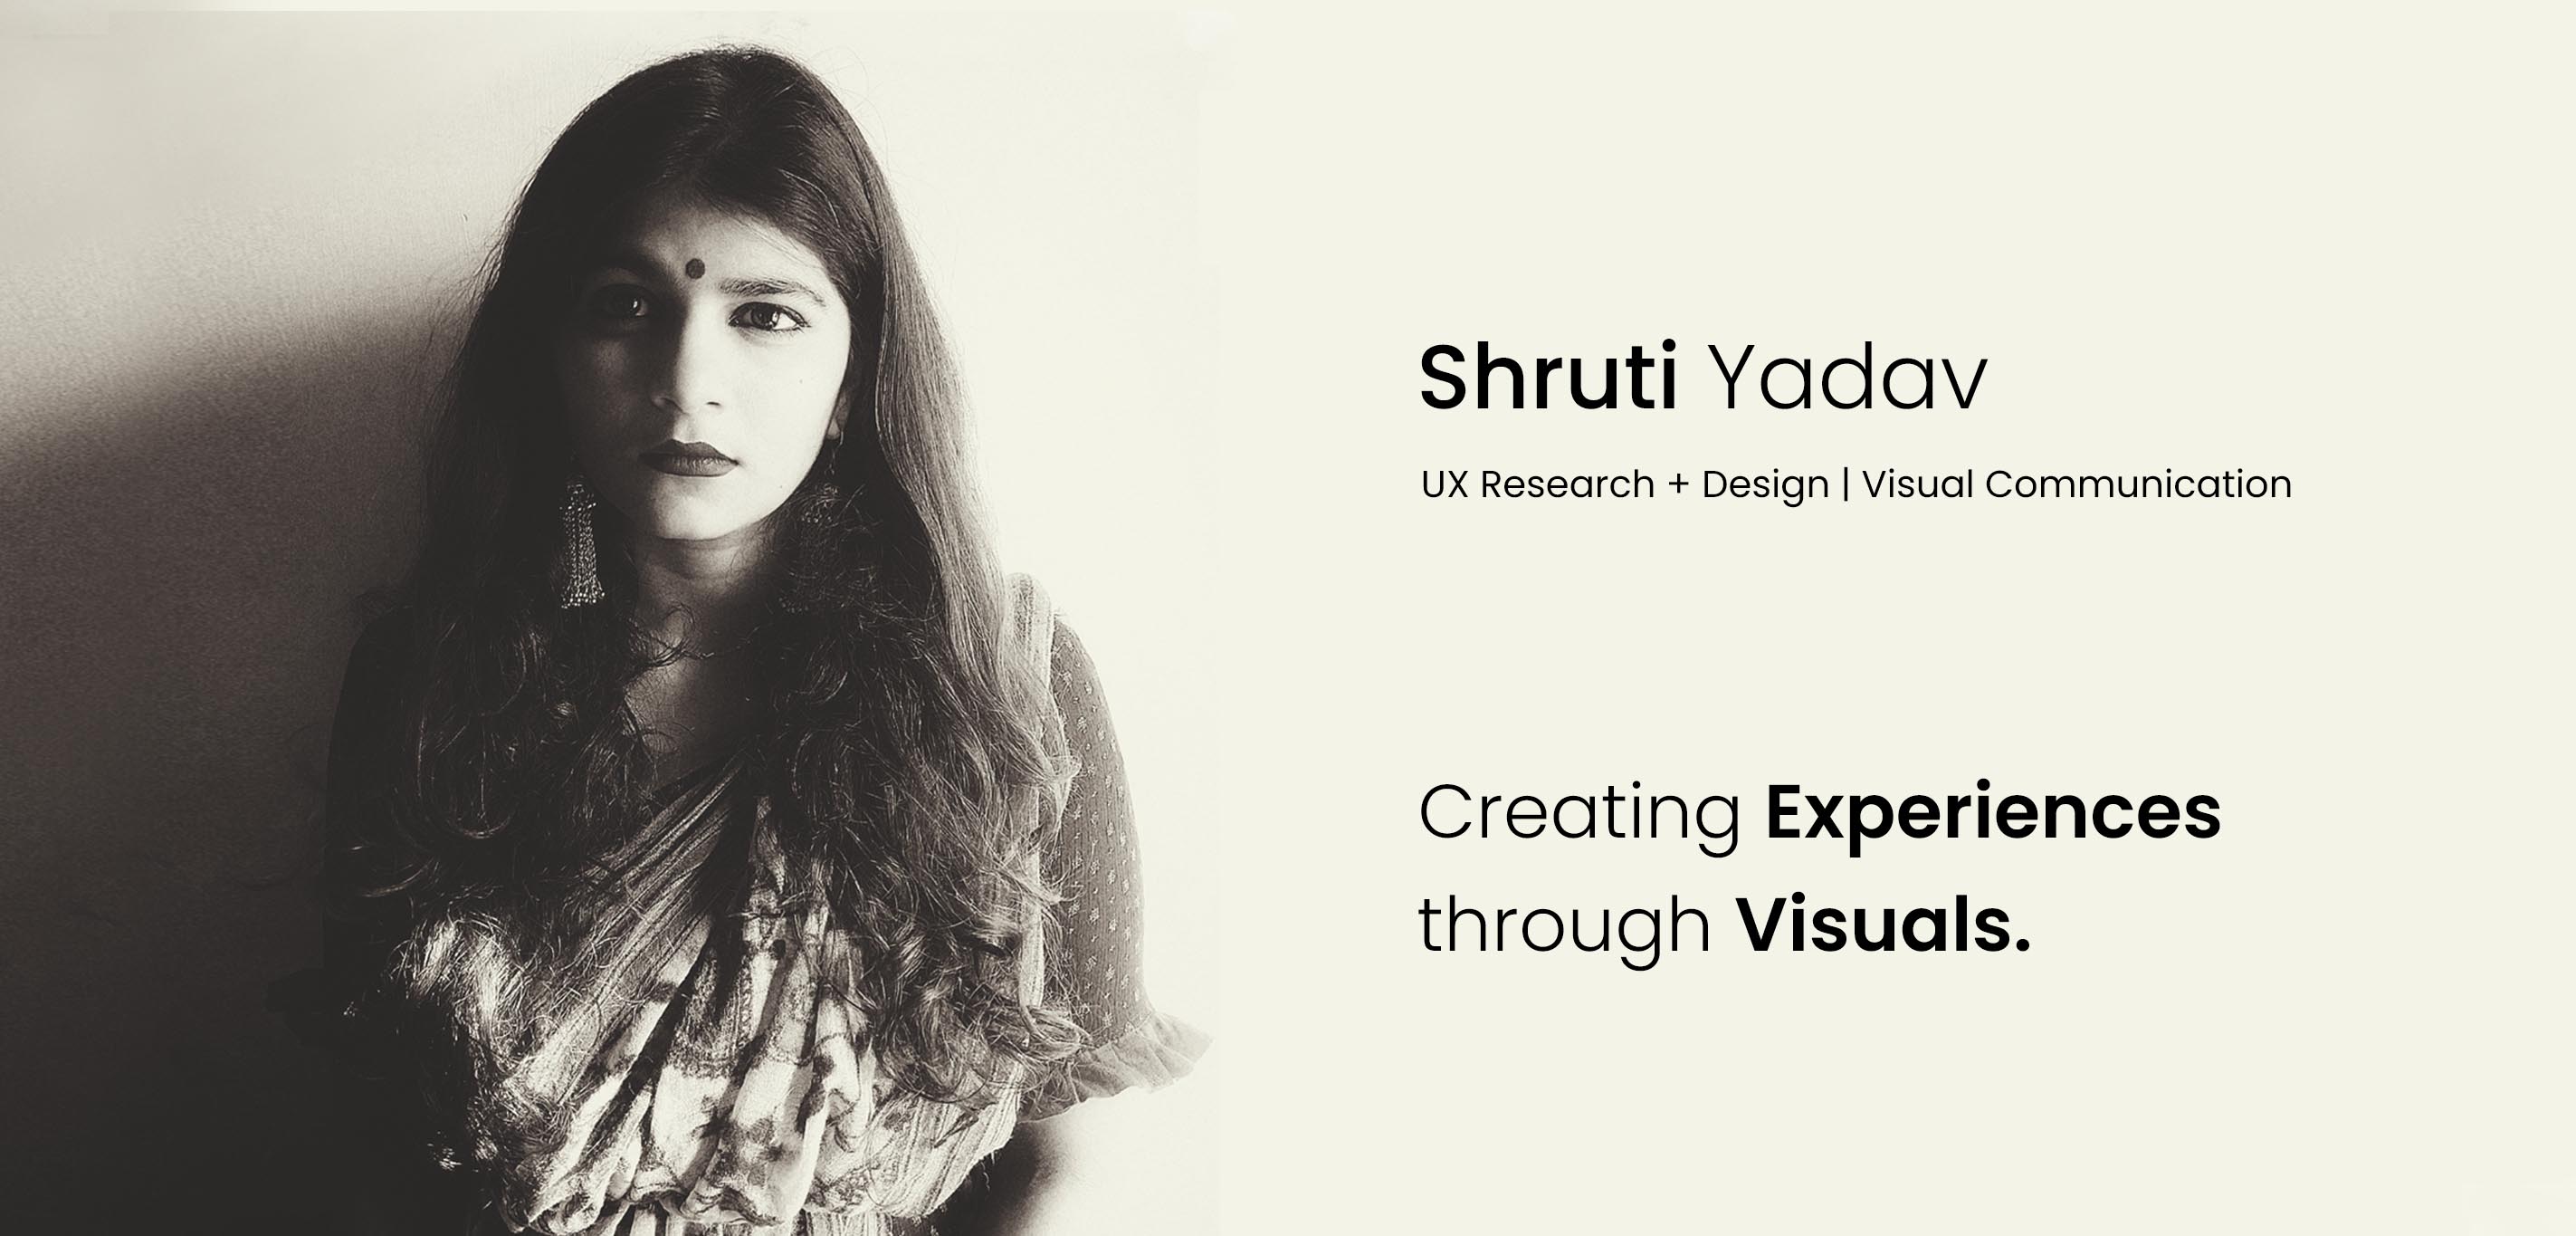 Shruti Yadav
UX Research + Design | Visual Communication
Creating Experiences
through Visuals.